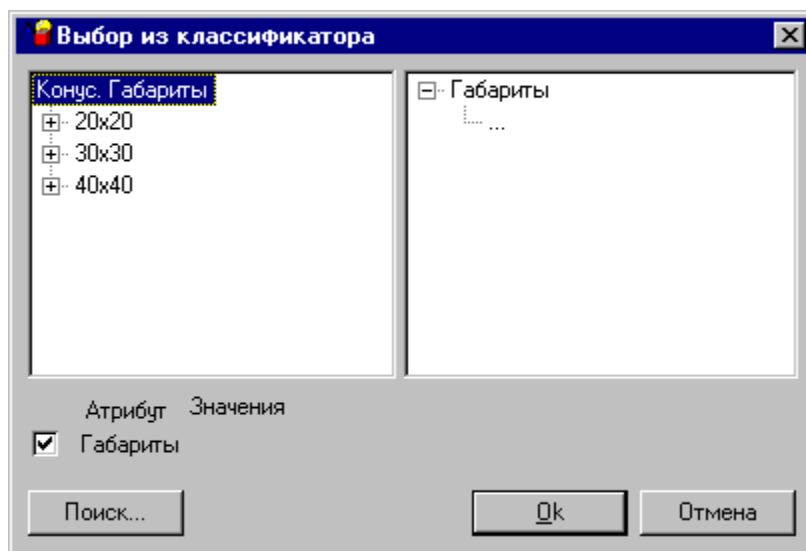 Выбор из классификатора
Конус. Габариты
20x20
30x30
40x40
Габариты
...
Атрибут Значения
Габариты
Поиск... Ok Отмена